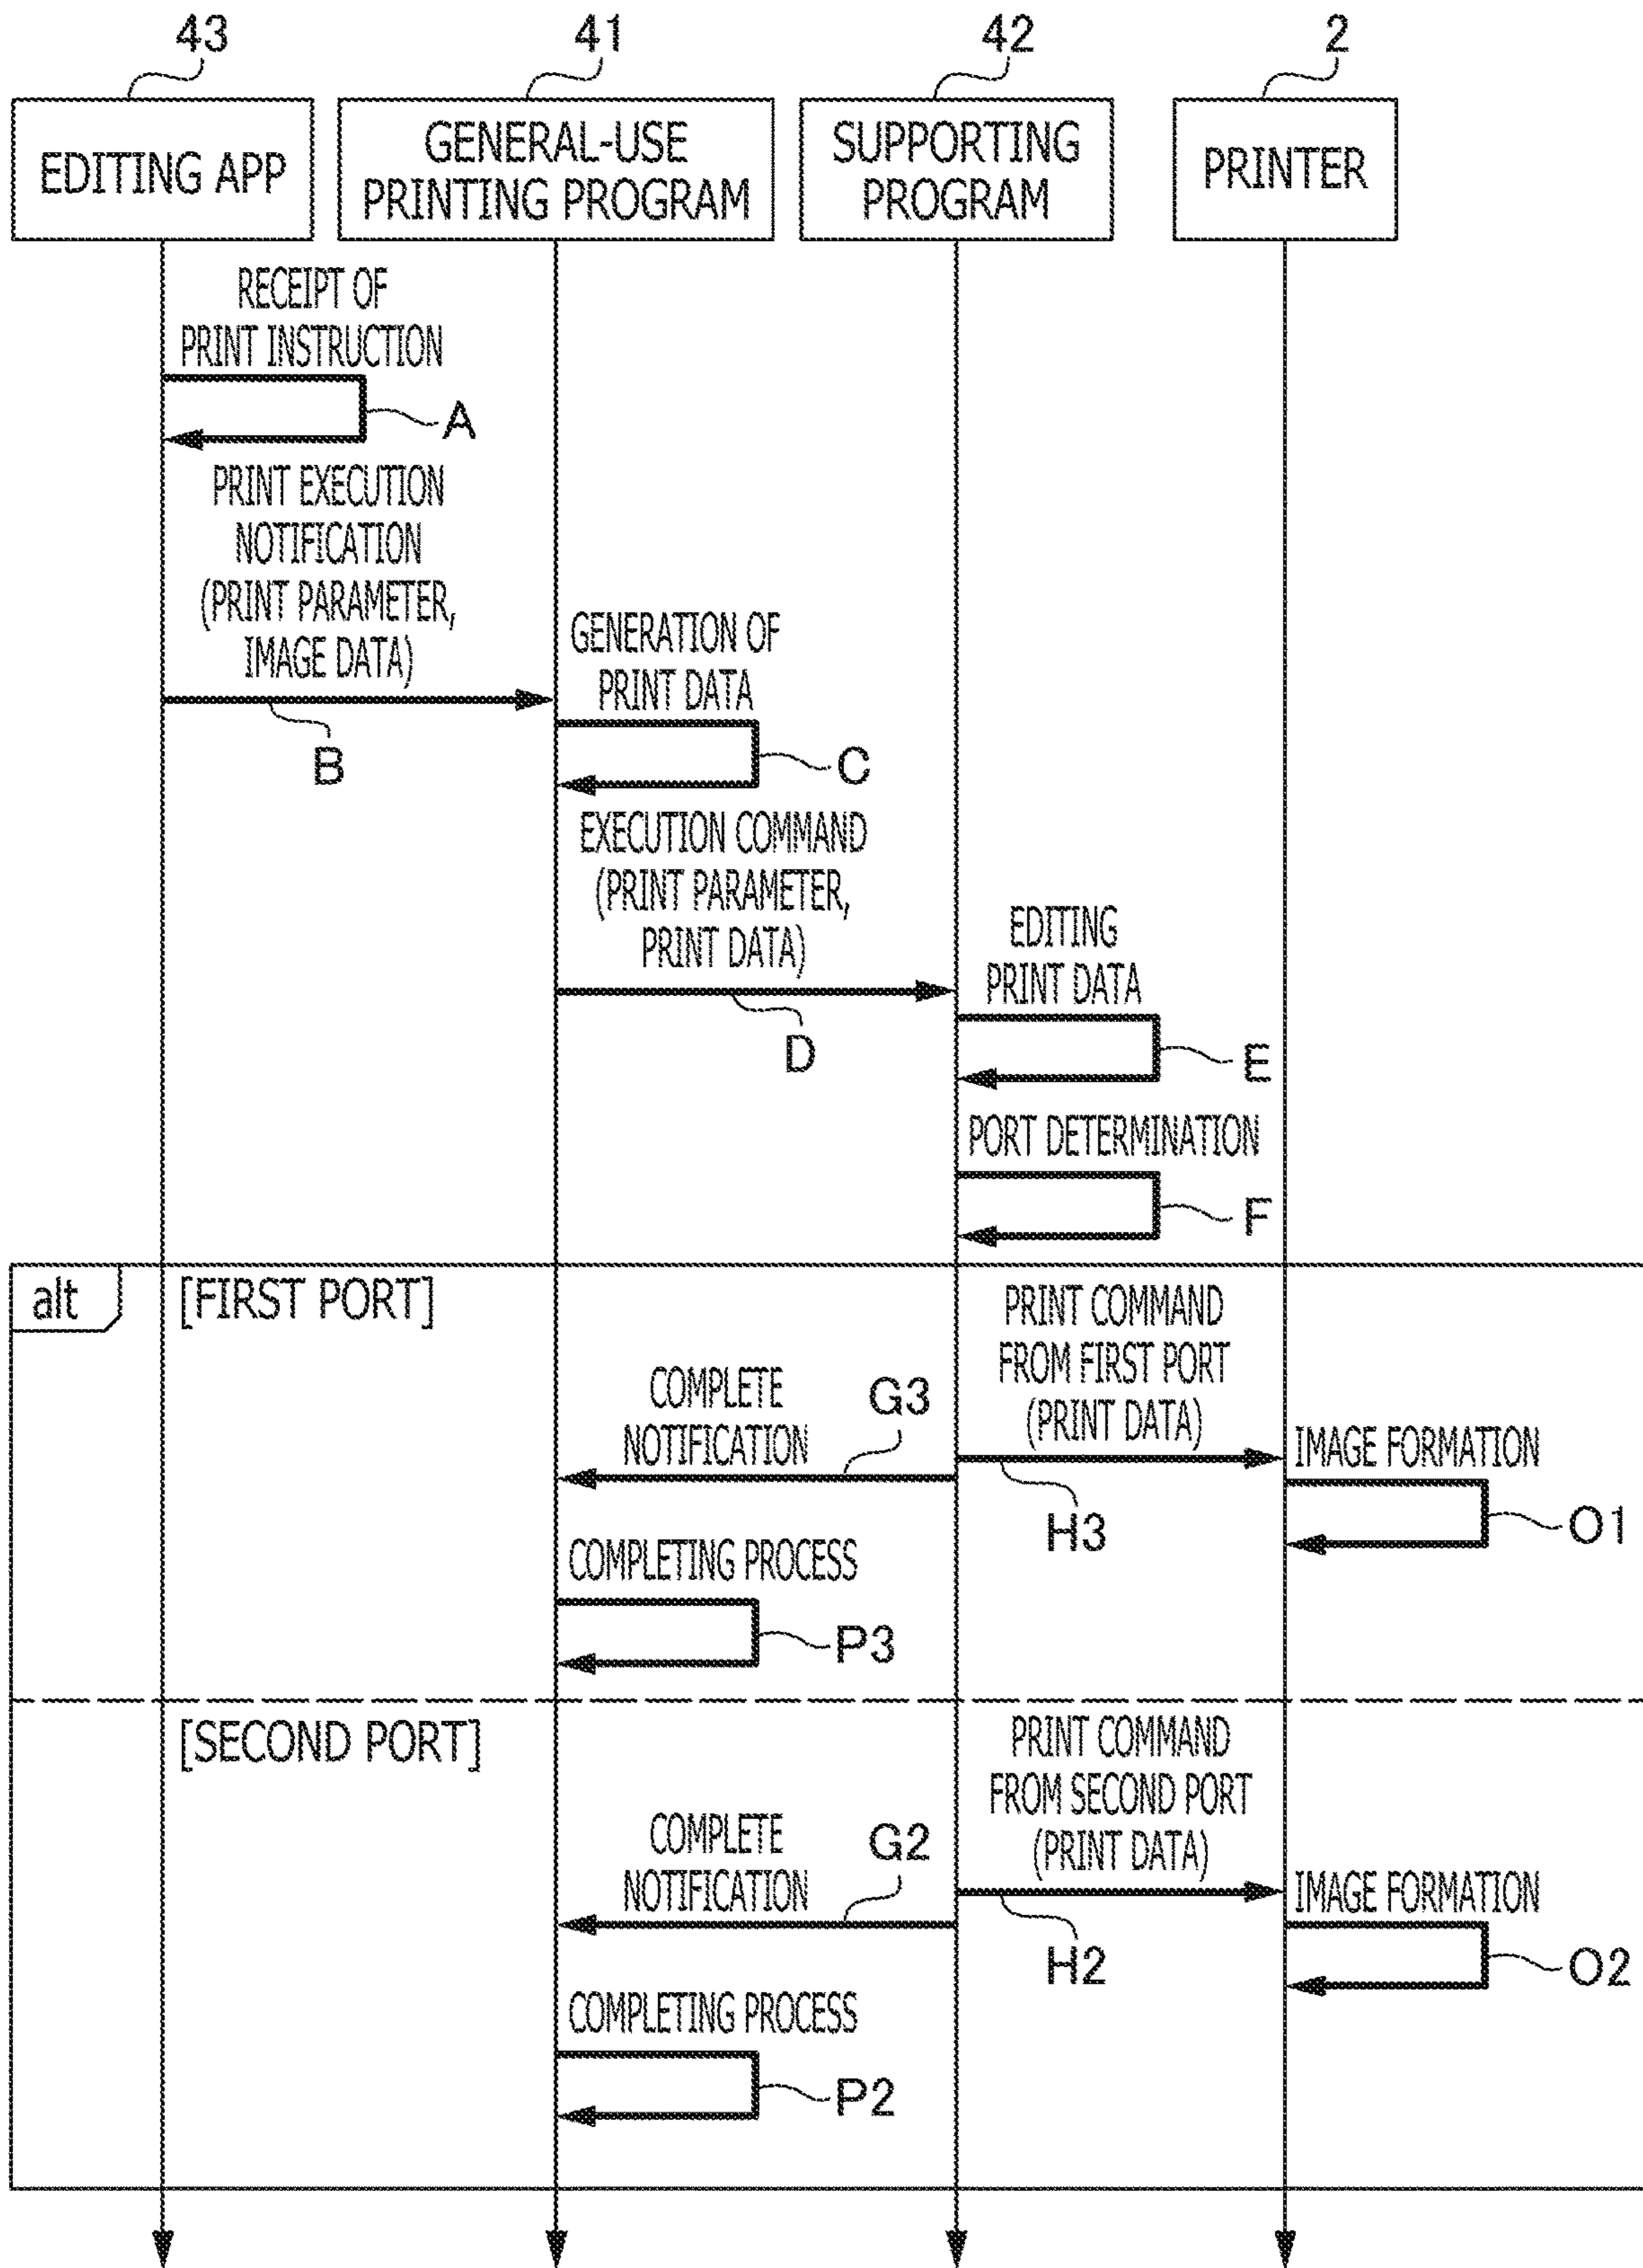 43
41
42
2
EDITING APP
GENERAL-USE
PRINTING PROGRAM
SUPPORTING
PROGRAM
PRINTER
RECEIPT OF
PRINT INSTRUCTION
A
PRINT EXECUTION
NOTIFICATION
(PRINT PARAMETER,
IMAGE DATA)
B
GENERATION OF
PRINT DATA
C
EXECUTION COMMAND
(PRINT PARAMETER,
PRINT DATA)
D
EDITING
PRINT DATA
E
PORT DETERMINATION
F
alt
[FIRST PORT]
PRINT COMMAND
FROM FIRST PORT
(PRINT DATA)
H3
COMPLETE
NOTIFICATION
G3
IMAGE FORMATION
O1
COMPLETING PROCESS
P3
[SECOND PORT]
PRINT COMMAND
FROM SECOND PORT
(PRINT DATA)
H2
COMPLETE
NOTIFICATION
G2
IMAGE FORMATION
O2
COMPLETING PROCESS
P2